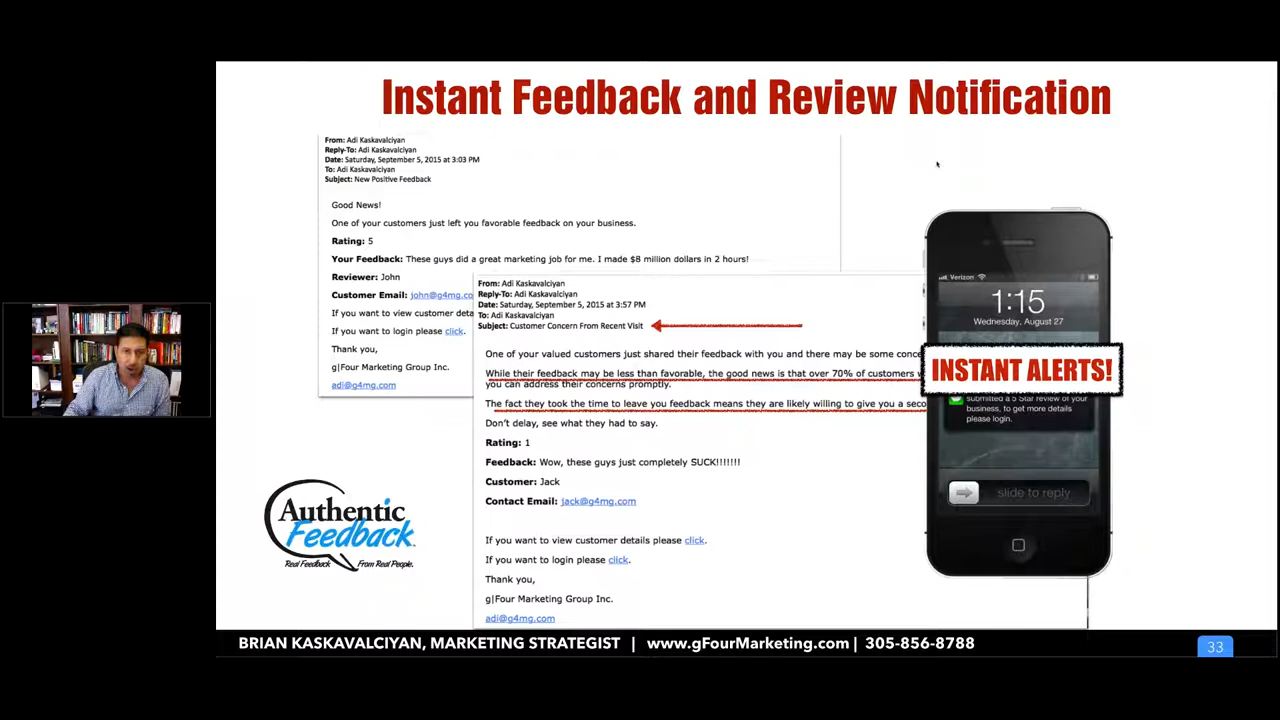 Instant Feedback and Review Notification
From: Adi Kaskavalciyan
Reply-To: Adi Kaskavalciyan
Date: Saturday, September 5, 2015 at 3:03 PM
To: Adi Kaskavalciyan
Subject: New Positive Feedback
Good News!
One of your customers just left you favorable feedback on your business.
Rating: 5
Your Feedback: These guys did a great marketing job for me. I made $8 million dollars in 2 hours!
Reviewer: John
Customer Email: john@g4mg.co
If you want to view customer deta
If you want to login please click.
Thank you,
g|Four Marketing Group Inc.
adi@g4mg.com
From: Adi Kaskavalciyan
Reply-To: Adi Kaskavalciyan
Date: Saturday, September 5, 2015 at 3:57 PM
To: Adi Kaskavalciyan
Subject: Customer Concern From Recent Visit
One of your valued customers just shared their feedback with you and there may be some conce
While their feedback may be less than favorable, the good news is that over 70% of customers w
you can address their concerns promptly.
The fact they took the time to leave you feedback means they are likely willing to give you a seco
Don't delay, see what they had to say.
Rating: 1
Feedback: Wow, these guys just completely SUCK!!!!!!!
Customer: Jack
Contact Email: jack@g4mg.com
If you want to view customer details please click.
If you want to login please click.
Thank you,
g|Four Marketing Group Inc.
adi@g4mg.com
Verizon
1:15
Wednesday, August 27
INSTANT ALERTS!
submitted a 5 Star review of your
business, to get more details
please login.
slide to reply
Authentic
Feedback
Real Feedback From Real People.
BRIAN KASKAVALCIYAN, MARKETING STRATEGIST | www.gFourMarketing.com | 305-856-8788
33